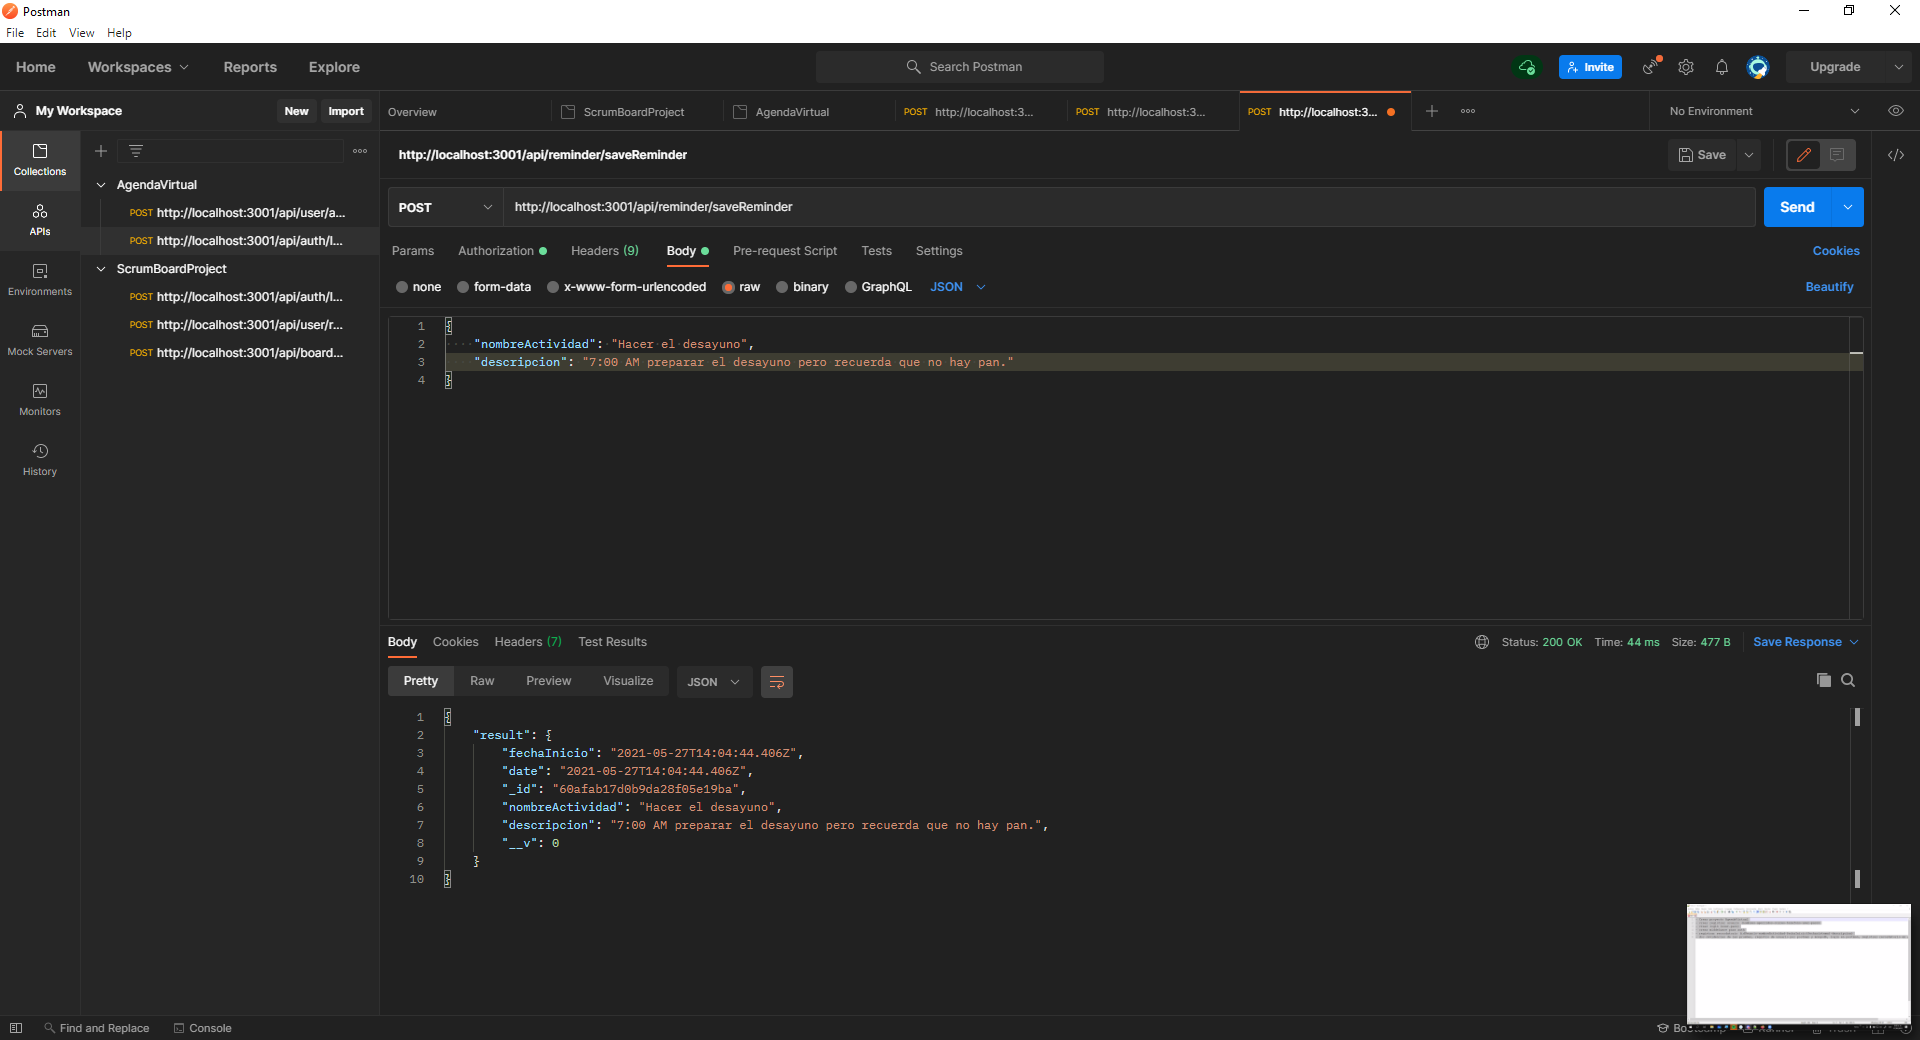 Postman
File Edit View Help
Home Workspaces Reports Explore Search Postman Invite Upgrade
My Workspace New Import Overview ScrumBoardProject AgendaVirtual POST http://localhost:3... POST http://localhost:3... POST http://localhost:3... No Environment
Collections
APIs
Environments
Mock Servers
Monitors
History
AgendaVirtual
POST http://localhost:3001/api/user/a...
POST http://localhost:3001/api/auth/l...
ScrumBoardProject
POST http://localhost:3001/api/auth/l...
POST http://localhost:3001/api/user/r...
POST http://localhost:3001/api/board...
http://localhost:3001/api/reminder/saveReminder Save
POST http://localhost:3001/api/reminder/saveReminder Send
Params Authorization Headers (9) Body Pre-request Script Tests Settings Cookies
none form-data x-www-form-urlencoded raw binary GraphQL JSON Beautify
1 {
2 "nombreActividad": "Hacer el desayuno",
3 "descripcion": "7:00 AM preparar el desayuno pero recuerda que no hay pan."
4 }
Body Cookies Headers (7) Test Results Status: 200 OK Time: 44 ms Size: 477 B Save Response
Pretty Raw Preview Visualize JSON
1 {
2 "result": {
3 "fechaInicio": "2021-05-27T14:04:44.406Z",
4 "date": "2021-05-27T14:04:44.406Z",
5 "_id": "60afab17d0b9da28f05e19ba",
6 "nombreActividad": "Hacer el desayuno",
7 "descripcion": "7:00 AM preparar el desayuno pero recuerda que no hay pan.",
8 "__v": 0
9 }
10 }
Find and Replace Console